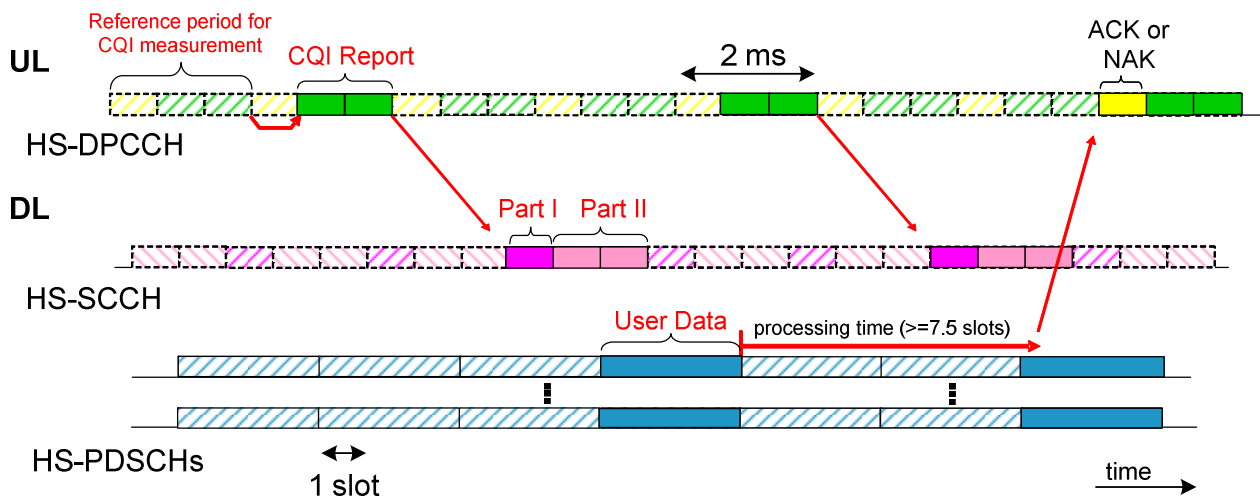 Reference period for
CQI measurement
UL
CQI Report
2 ms
ACK or
NAK
HS-DPCCH
DL
Part I
Part II
HS-SCCH
User Data
processing time (>=7.5 slots)
HS-PDSCHs
1 slot
time